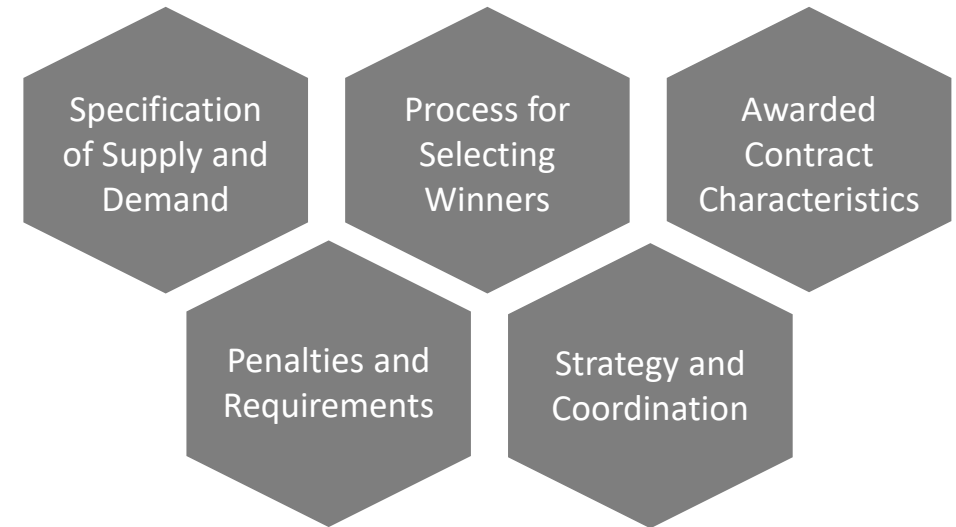 Specification
of Supply and
Demand
Process for
Selecting
Winners
Awarded
Contract
Characteristics
Penalties and
Requirements
Strategy and
Coordination